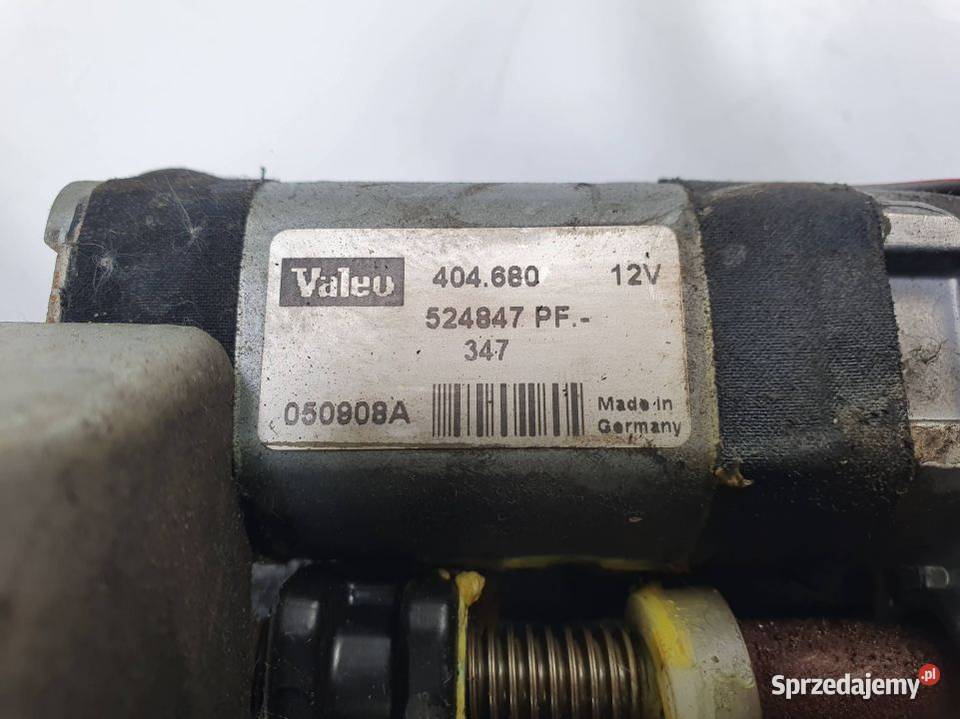 Valeo 404.680 12V
524847 PF.-
347
050908A Made in
Germany
Sprzedajemy.pl